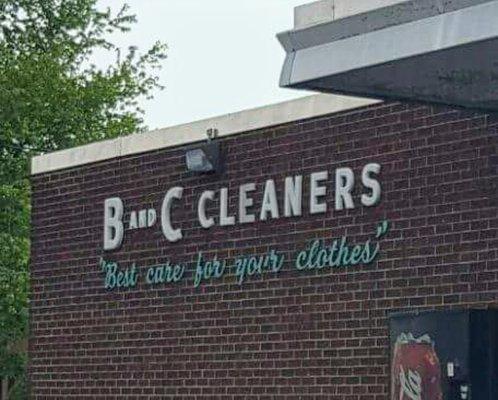 B AND C CLEANERS
"Best care for your clothes"